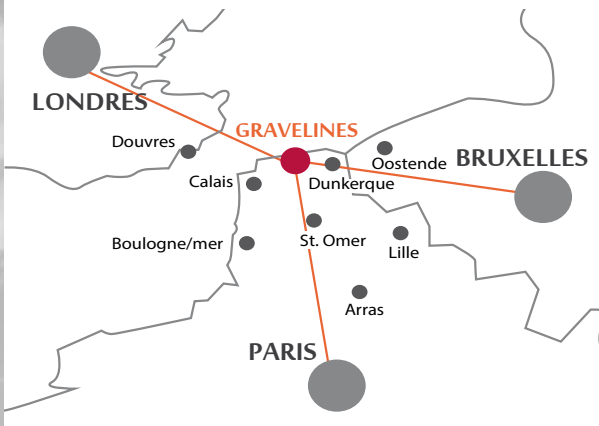 LONDRES
GRAVELINES
Douvres
Oostende
BRUXELLES
Calais
Dunkerque
Boulogne/mer
St. Omer
Lille
Arras
PARIS